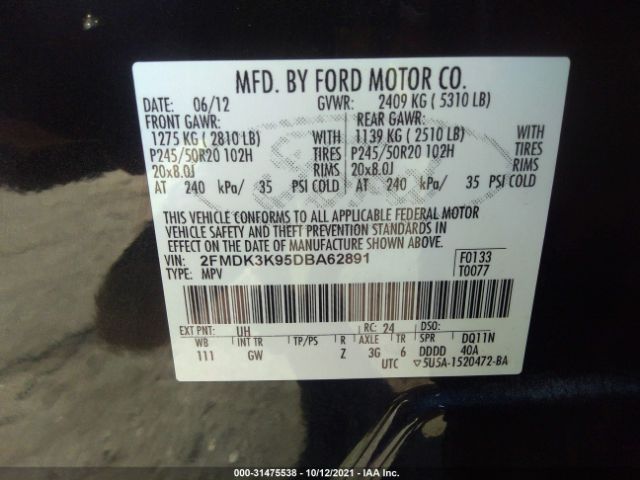 MFD. BY FORD MOTOR CO.
DATE: 06/12 GVWR: 2409 KG ( 5310 LB)
FRONT GAWR: REAR GAWR:
1275 KG ( 2810 LB) WITH 1139 KG ( 2510 LB) WITH
P245/50R20 102H TIRES P245/50R20 102H TIRES
20x8.0J RIMS 20x8.0J RIMS
AT 240 kPa/ 35 PSI COLD AT 240 kPa/ 35 PSI COLD
THIS VEHICLE CONFORMS TO ALL APPLICABLE FEDERAL MOTOR
VEHICLE SAFETY AND THEFT PREVENTION STANDARDS IN
EFFECT ON THE DATE OF MANUFACTURE SHOWN ABOVE.
VIN: 2FMDK3K95DBA62891 F0133
TYPE: MPV T0077
EXT PNT: UH RC: 24 DSO:
WB INT TR TP/PS R AXLE TR SPR DQ11N
111 GW Z 3G 6 DDDD 40A
UTC ▽5U5A-1520472-BA
000-31475538 - 10/12/2021 - IAA Inc.